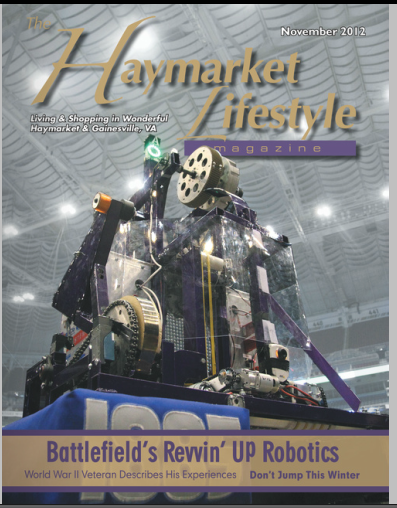 The
November 2012
Haymarket
Lifestyle
magazine
Living & Shopping in Wonderful
Haymarket & Gainesville, VA
1885
Battlefield's Revvin' Up Robotics
World War II Veteran Describes His Experiences Don't Jump This Winter